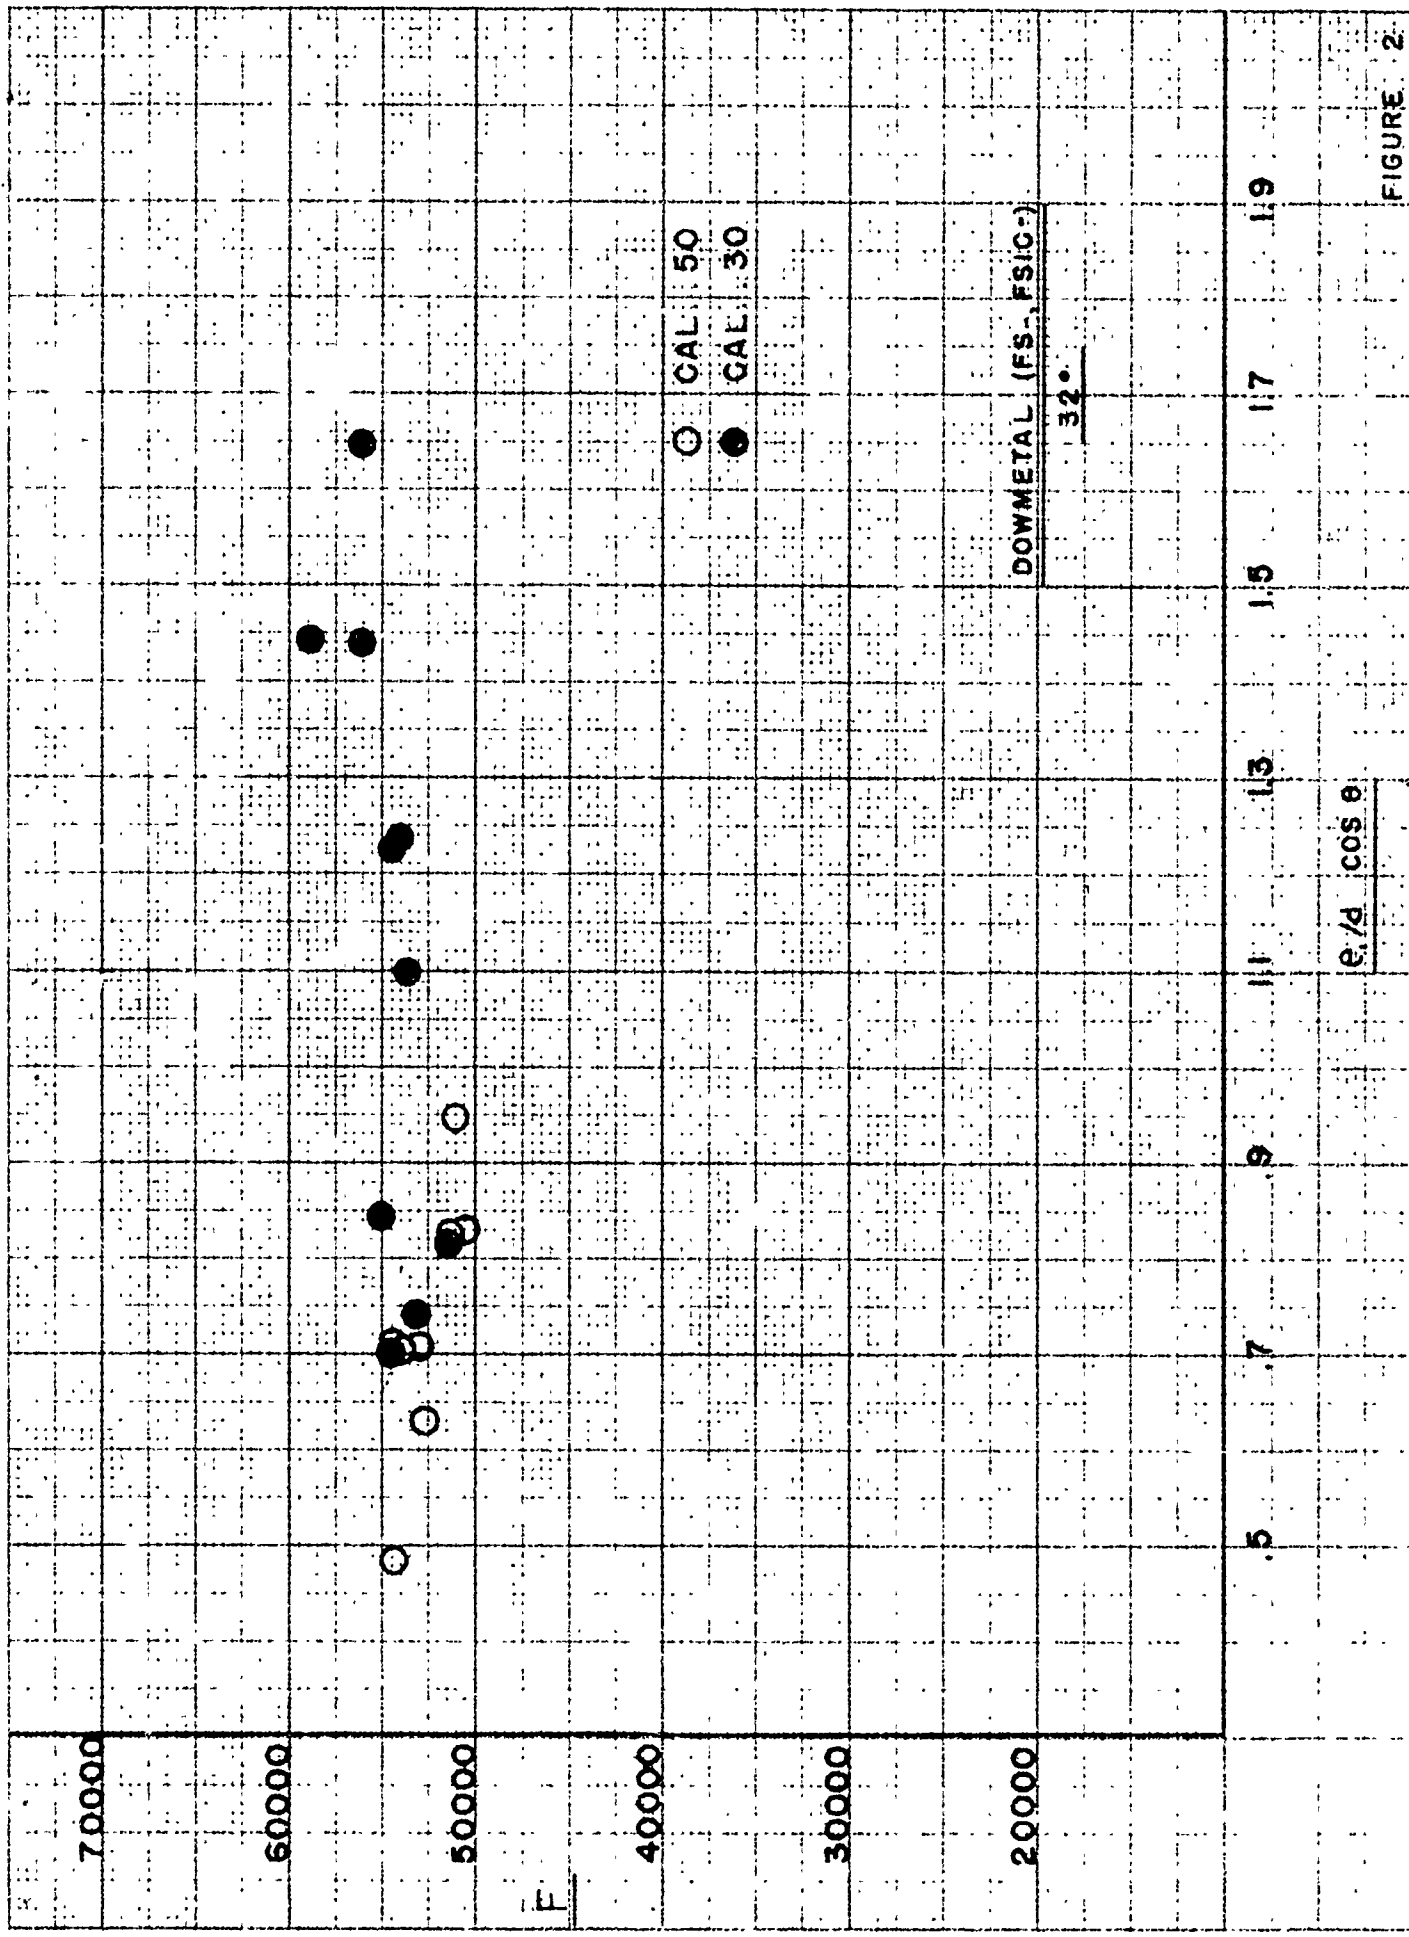 70000
60000
50000
40000
30000
20000
F
CAL .50
CAL .30
DOWMETAL (FS-, FSIC-)
32°
.5
.7
.9
1.1
1.3
1.5
1.7
1.9
e/d cos θ
FIGURE 2